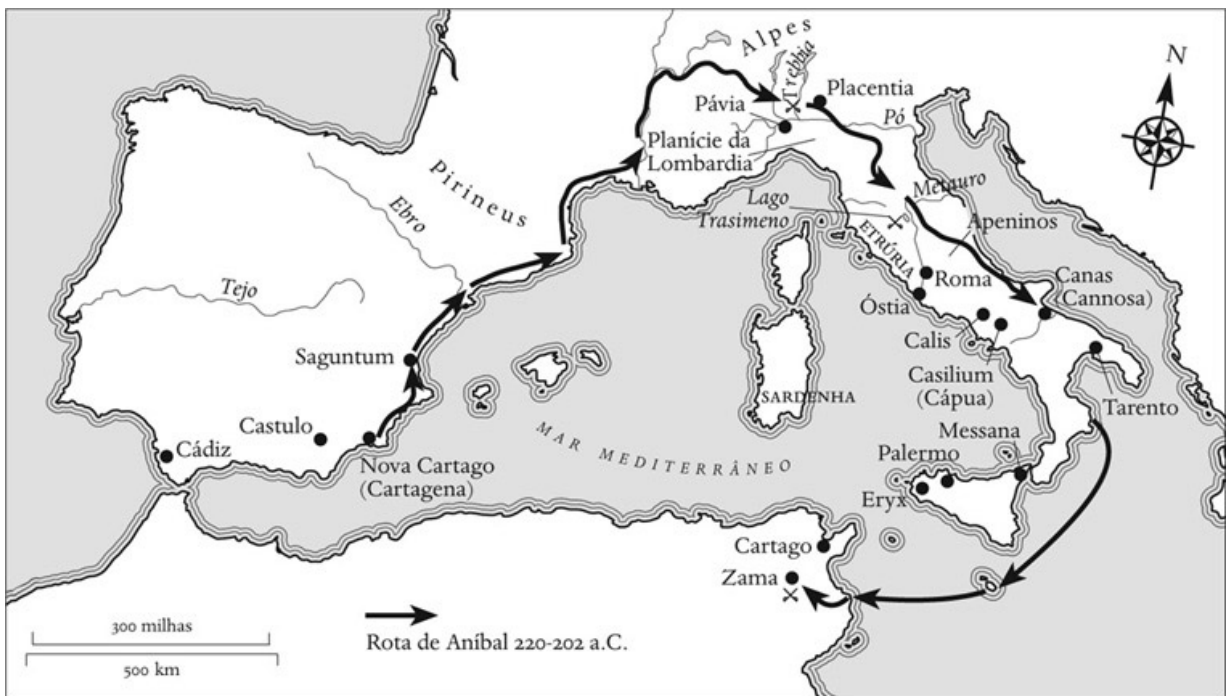 Alpes
Trebbia
N
Placentia
Pávia
Pó
Planície da
Lombardia
Pirineus
Ebro
Metauro
Lago
Trasimeno
Apeninos
ETRÚRIA
Tejo
Roma
Canas
(Cannosa)
Óstia
Saguntum
Calis
Casilium
(Cápua)
SARDENHA
Tarento
Castulo
Cádiz
MAR MEDITERRÂNEO
Messana
Nova Cartago
(Cartagena)
Palermo
Eryx
Cartago
Zama
300 milhas
500 km
Rota de Aníbal 220-202 a.C.